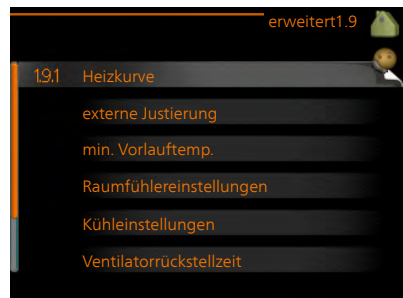 erweitert1.9
1.9.1 Heizkurve
externe Justierung
min. Vorlauftemp.
Raumfühlereinstellungen
Kühleinstellungen
Ventilatorrückstellzeit